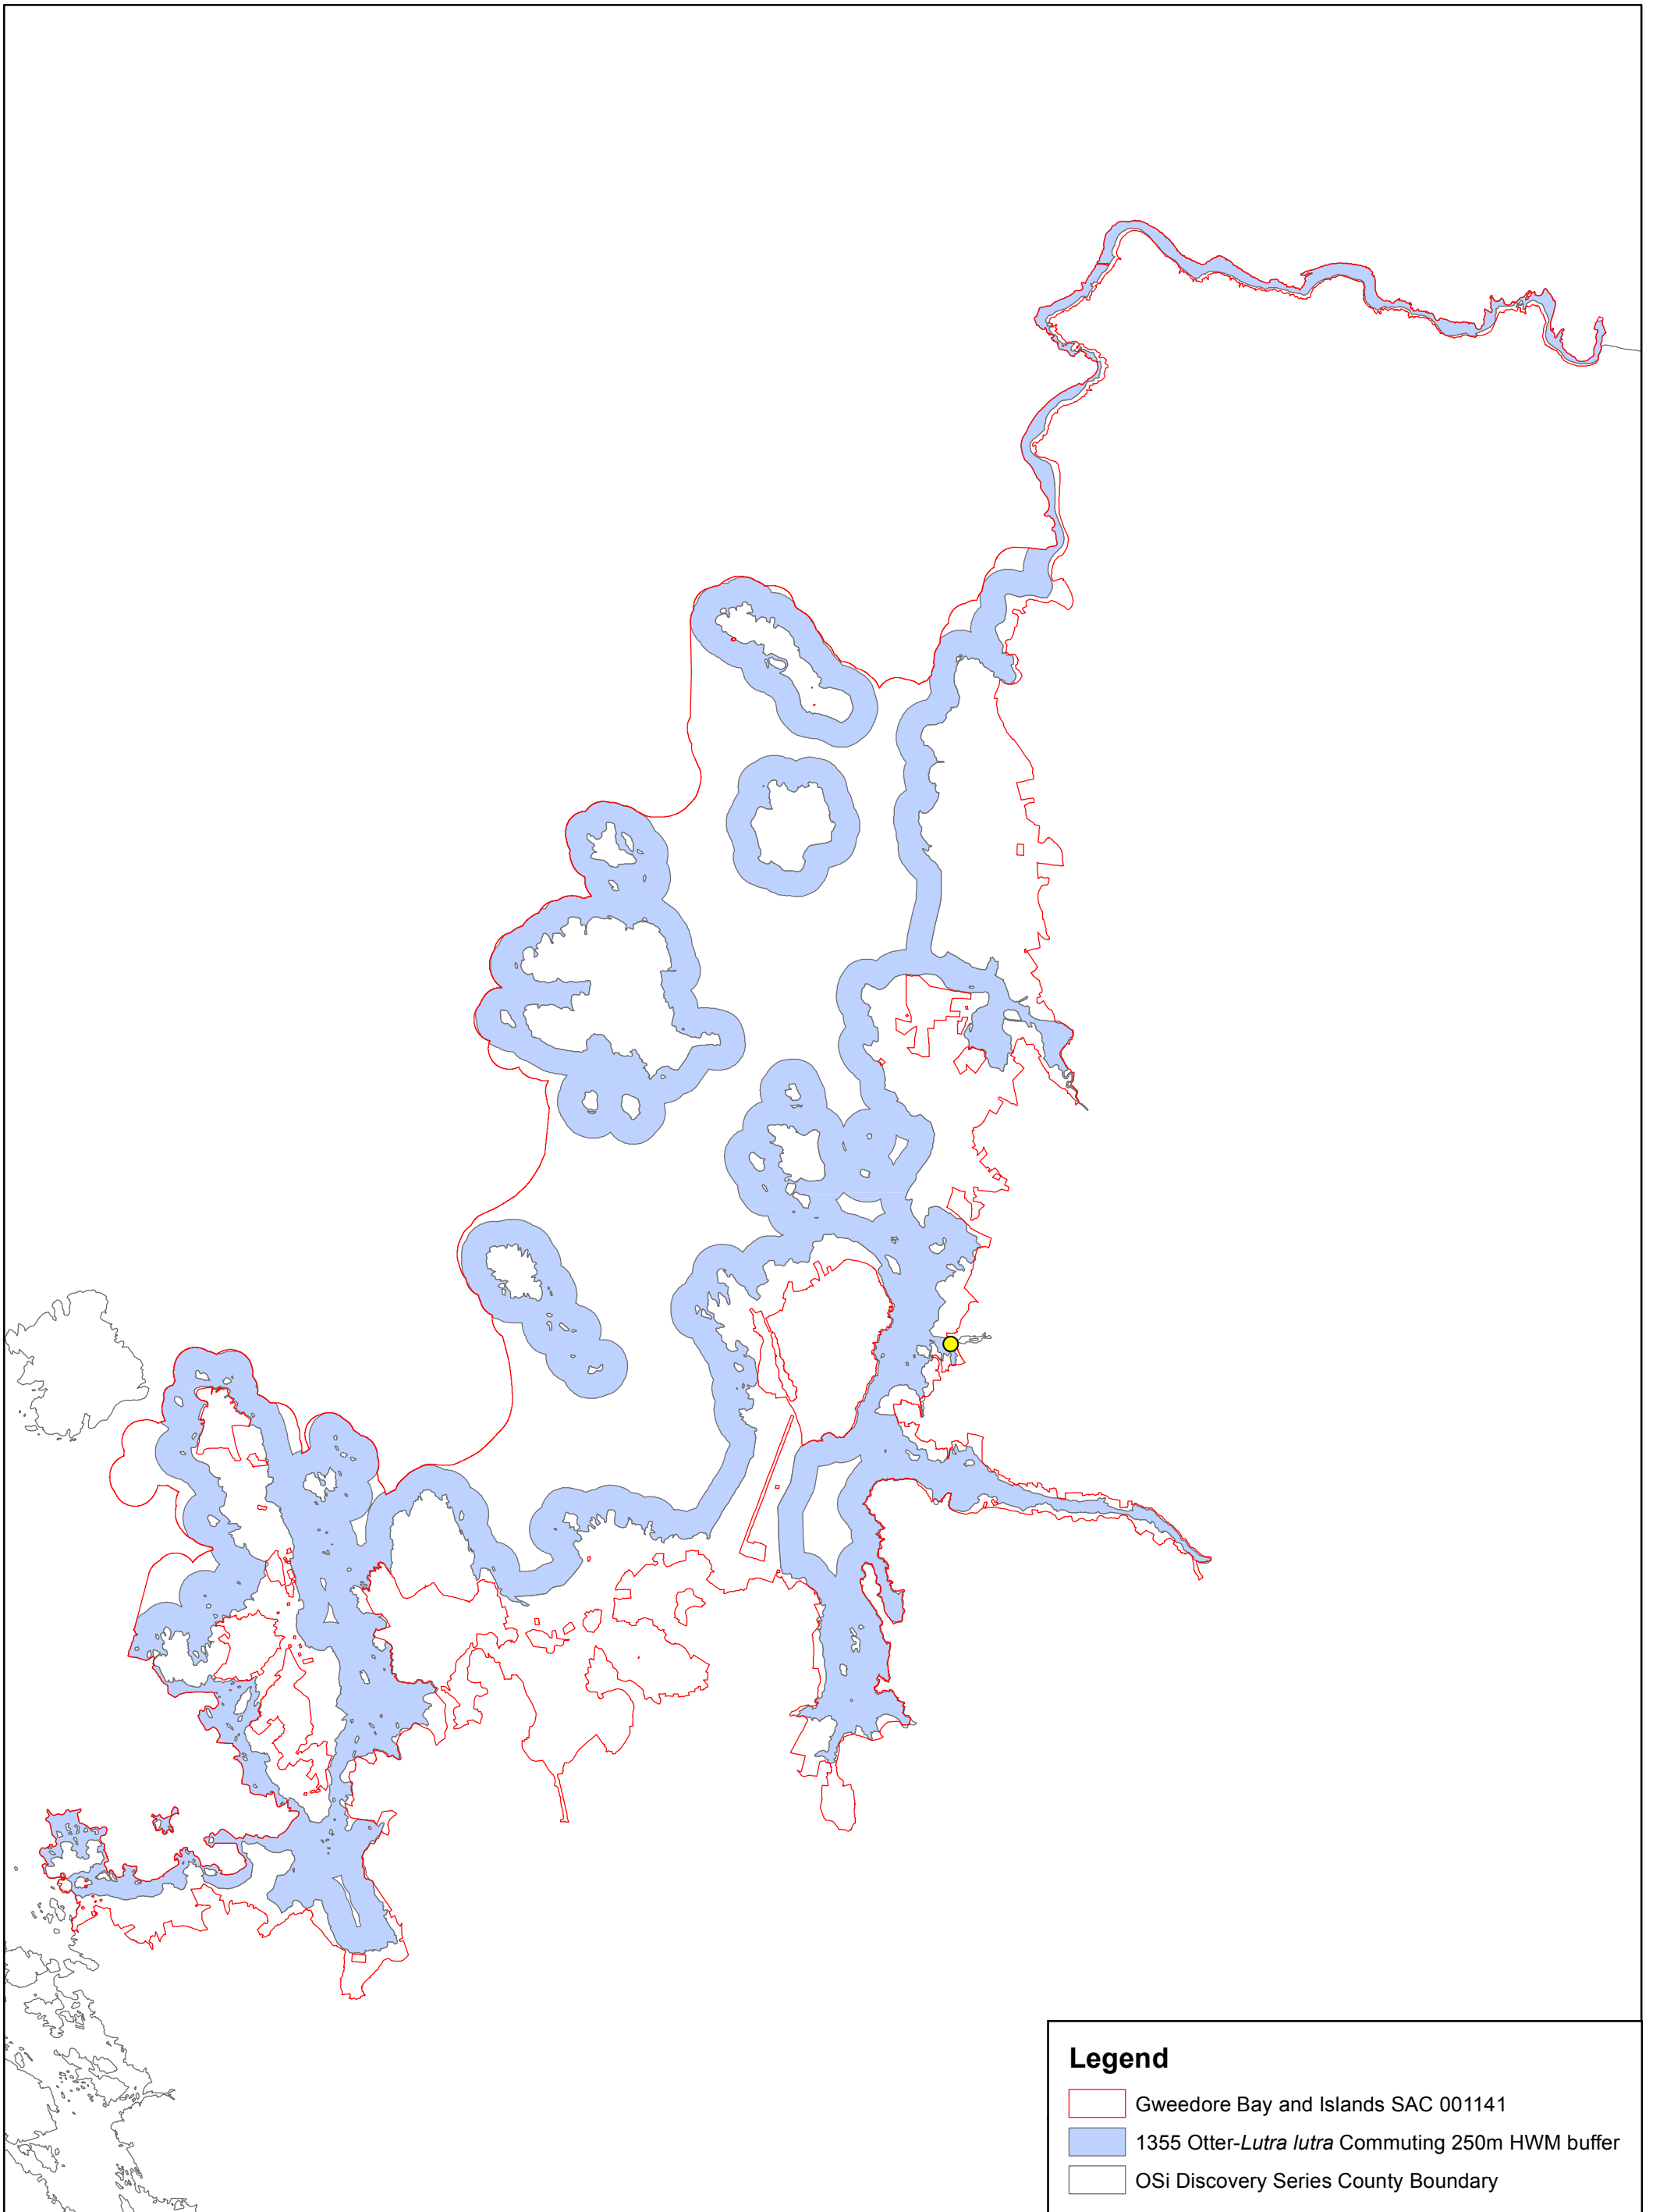 Legend
Gweedore Bay and Islands SAC 001141
1355 Otter-Lutra lutra Commuting 250m HWM buffer
OSi Discovery Series County Boundary